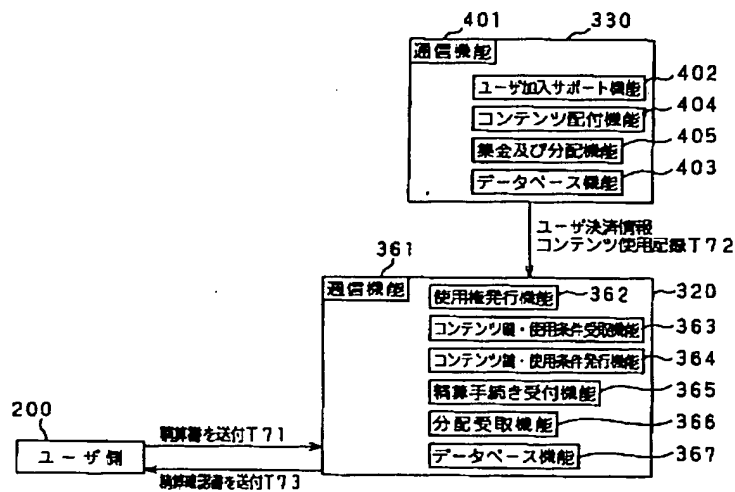 401
330
通信機能
ユーザ加入サポート機能
402
コンテンツ配付機能
404
集金及び分配機能
405
データベース機能
403
ユーザ決済情報
コンテンツ使用記録T72
361
通信機能
使用権発行機能
362
320
コンテンツ鍵・使用条件受取機能
363
コンテンツ鍵・使用条件発行機能
364
精算手続き受付機能
365
分配受取機能
366
データベース機能
367
200
ユーザ側
精算書を送付T71
精算確認書を送付T73